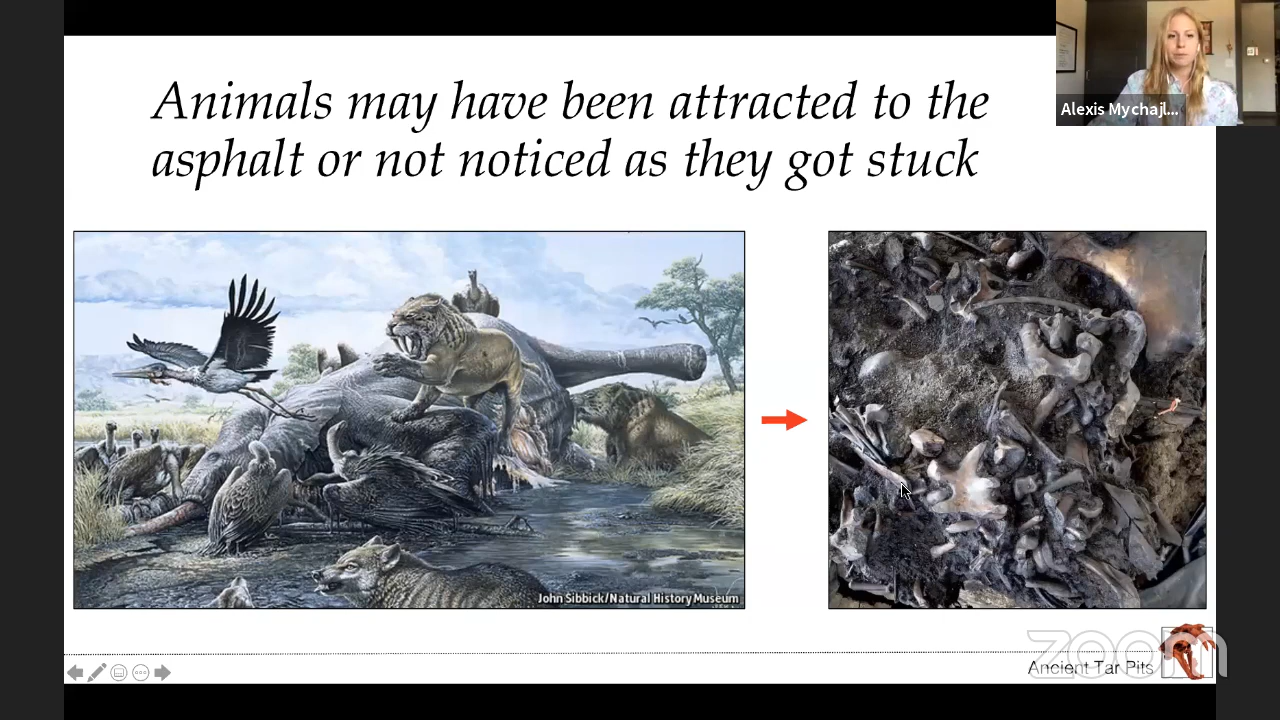 Animals may have been attracted to the
asphalt or not noticed as they got stuck
Alexis Mychajl...
John Sibbick/Natural History Museum
zoom
Ancient Tar Pits